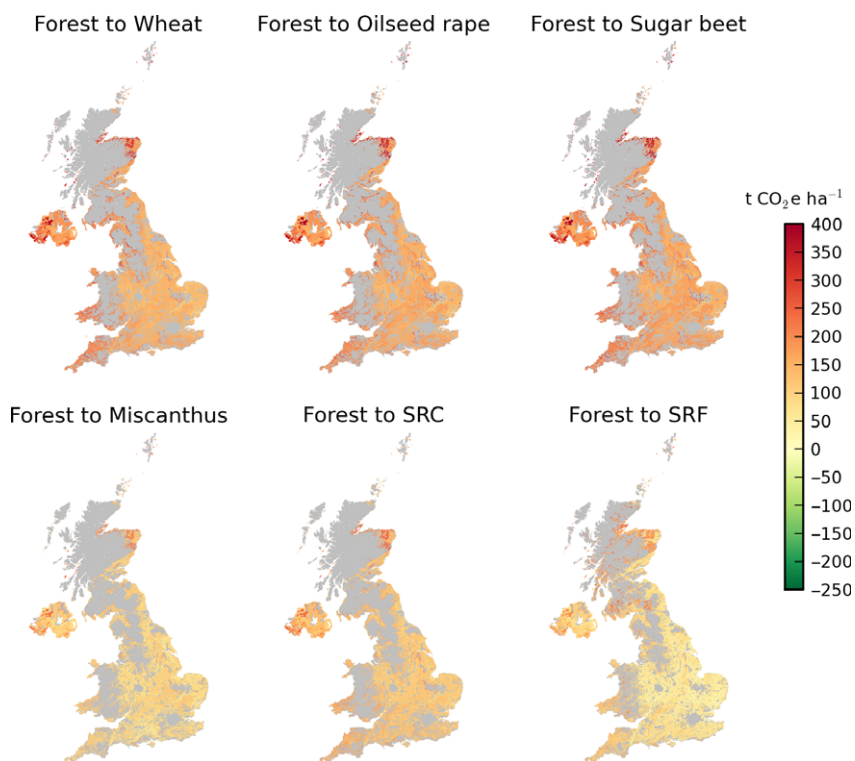 Forest to Wheat
Forest to Oilseed rape
Forest to Sugar beet
t CO₂e ha⁻¹
400
350
300
250
200
150
100
50
0
−50
−100
−150
−200
−250
Forest to Miscanthus
Forest to SRC
Forest to SRF